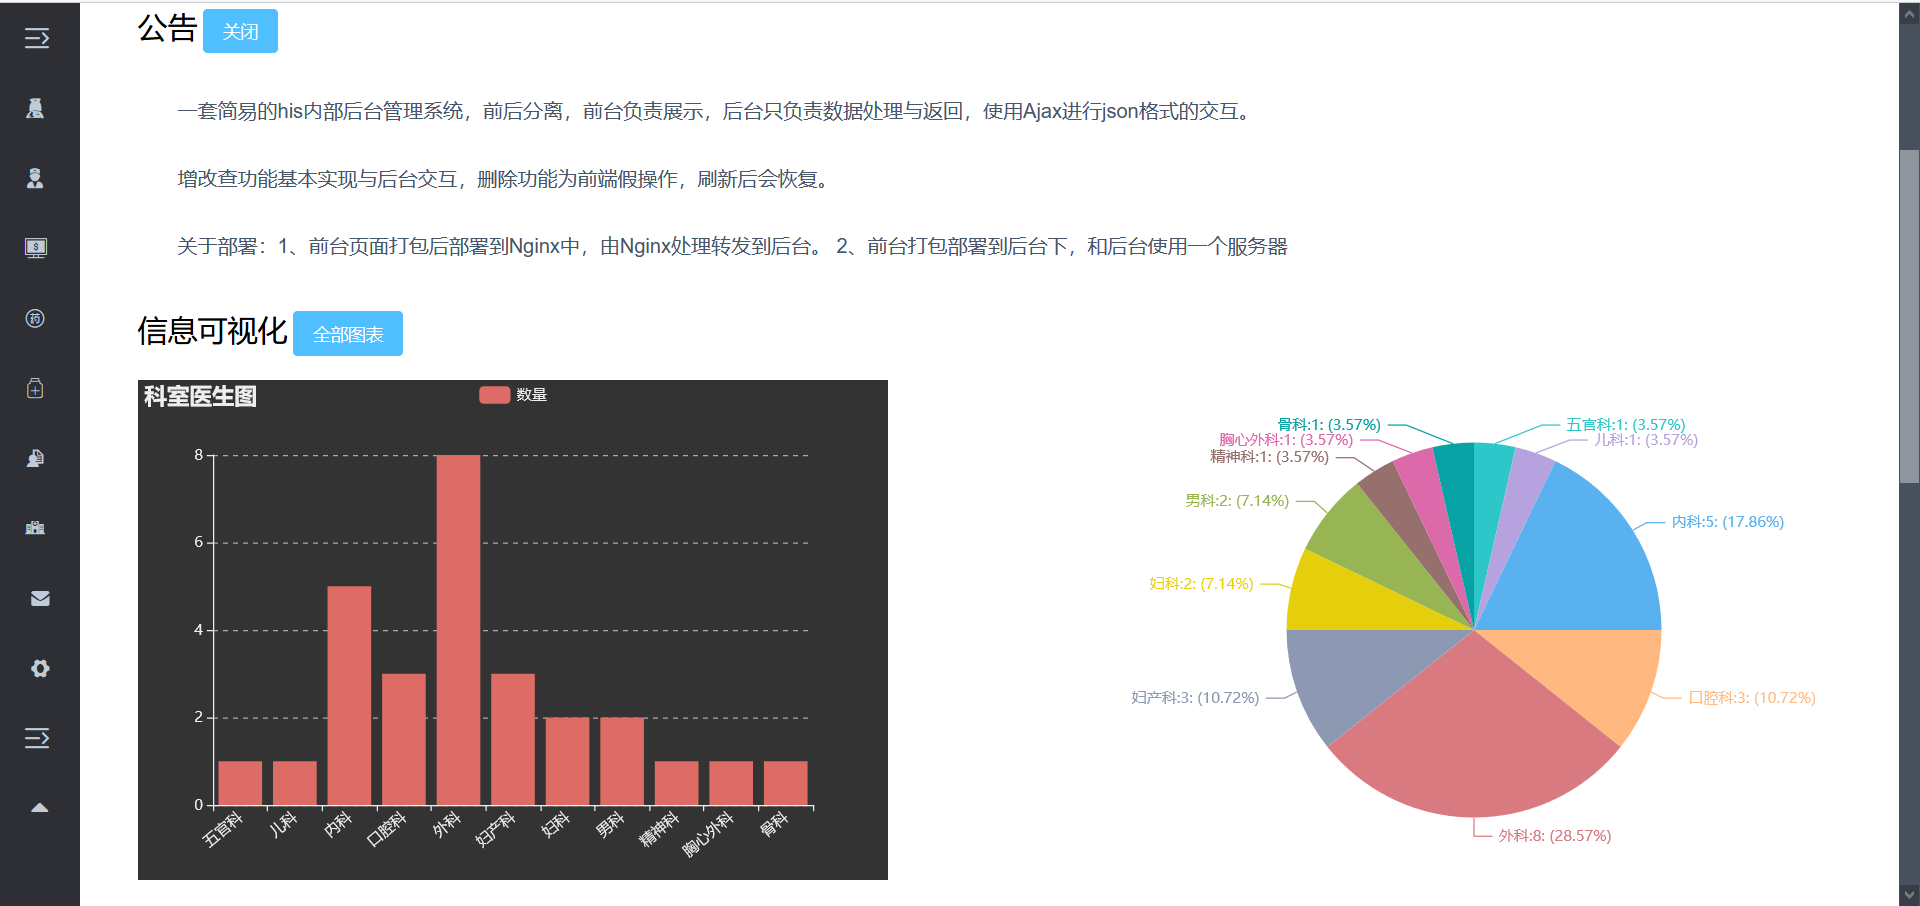 公告 关闭
一套简易的his内部后台管理系统，前后分离，前台负责展示，后台只负责数据处理与返回，使用Ajax进行json格式的交互。
增改查功能基本实现与后台交互，删除功能为前端假操作，刷新后会恢复。
关于部署：1、前台页面打包后部署到Nginx中，由Nginx处理转发到后台。 2、前台打包部署到后台下，和后台使用一个服务器
信息可视化 全部图表
科室医生图
数量
8
6
4
2
0
五官科
儿科
内科
口腔科
外科
妇产科
妇科
男科
精神科
胸心外科
骨科
骨科:1: (3.57%)
五官科:1: (3.57%)
胸心外科:1: (3.57%)
儿科:1: (3.57%)
精神科:1: (3.57%)
男科:2: (7.14%)
内科:5: (17.86%)
妇科:2: (7.14%)
妇产科:3: (10.72%)
口腔科:3: (10.72%)
外科:8: (28.57%)
$
药